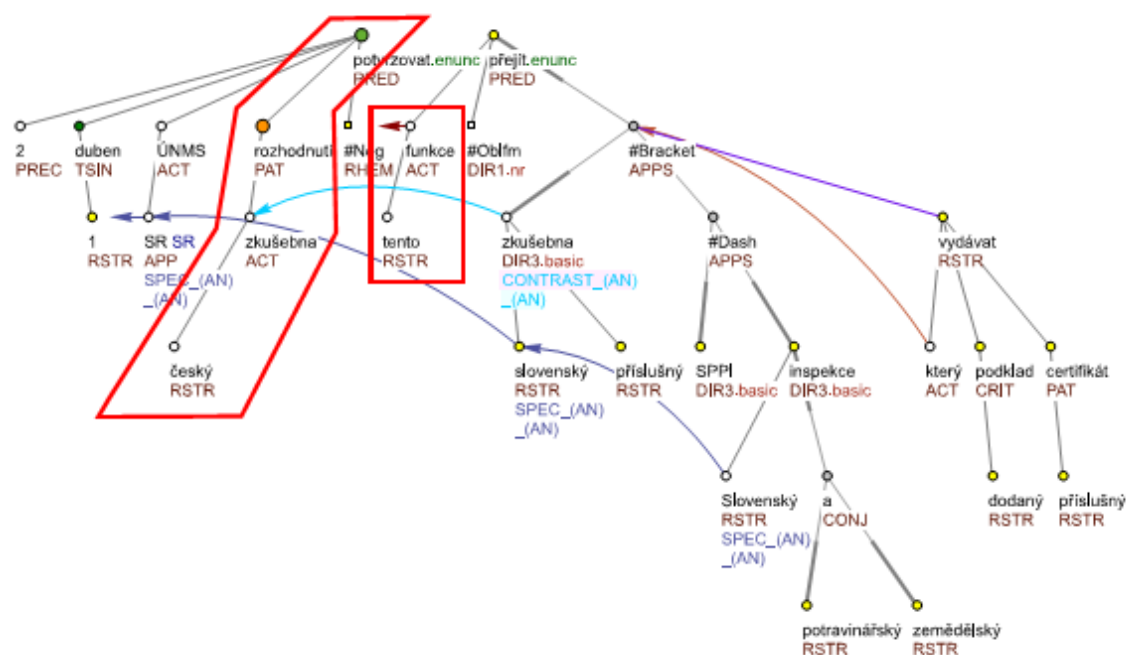 potvrzovat.enunc přejít.enunc
PRED PRED
2 duben ÚNMS rozhodnutí #Neg funkce #Oblfm #Bracket
PREC TSIN ACT PAT RHEM ACT DIR1.nr APPS
1 SR SR zkušebna tento zkušebna #Dash vydávat
RSTR APP ACT RSTR DIR3.basic APPS RSTR
SPEC_(AN) CONTRAST_(AN)
_(AN) _(AN)
český slovenský příslušný SPPI inspekce který podklad certifikát
RSTR RSTR RSTR DIR3.basic DIR3.basic ACT CRIT PAT
SPEC_(AN)
_(AN)
Slovenský a dodaný příslušný
RSTR CONJ RSTR RSTR
SPEC_(AN)
_(AN)
potravinářský zemědělský
RSTR RSTR